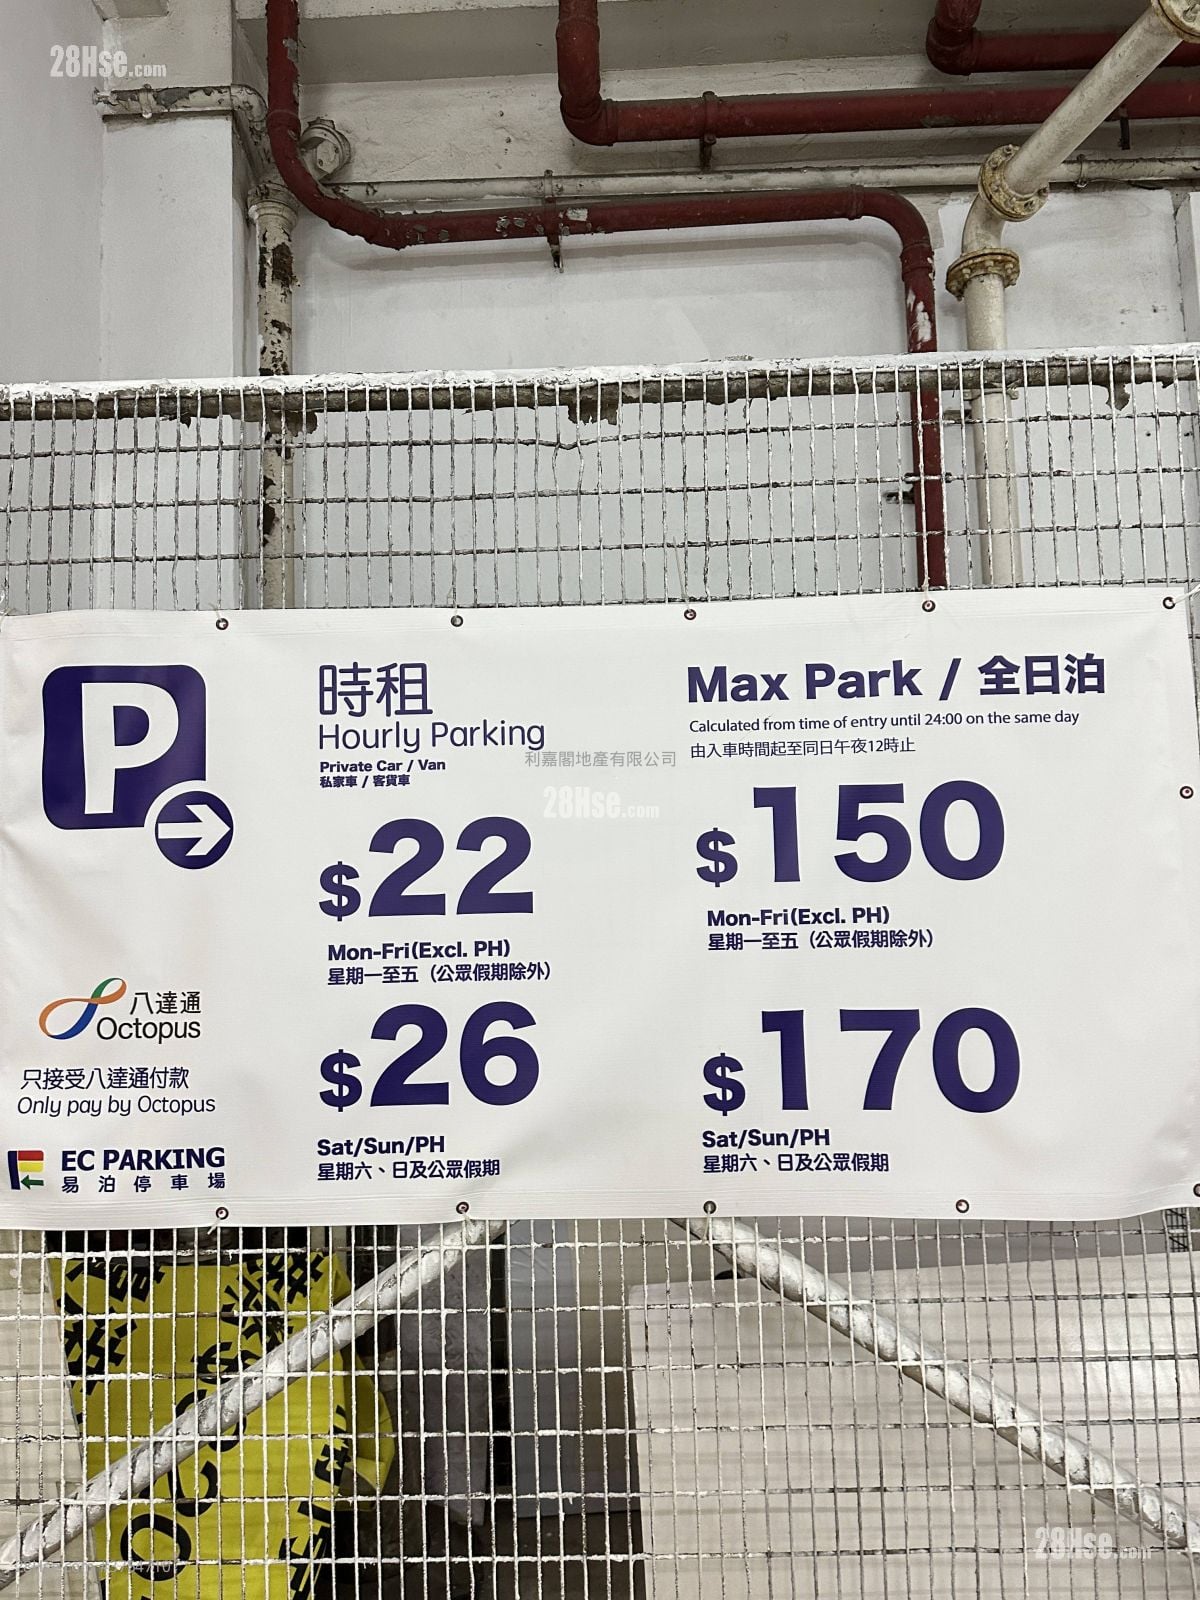 28Hse.com
P
時租
Hourly Parking
Private Car / Van
私家車 / 客貨車
$22
Mon-Fri(Excl. PH)
星期一至五（公眾假期除外）
$26
Sat/Sun/PH
星期六、日及公眾假期
Max Park / 全日泊
Calculated from time of entry until 24:00 on the same day
由入車時間起至同日午夜12時止
$150
Mon-Fri(Excl. PH)
星期一至五（公眾假期除外）
$170
Sat/Sun/PH
星期六、日及公眾假期
利嘉閣地產有限公司
28Hse.com
八達通
Octopus
只接受八達通付款
Only pay by Octopus
EC PARKING
易泊停車場
28Hse.com